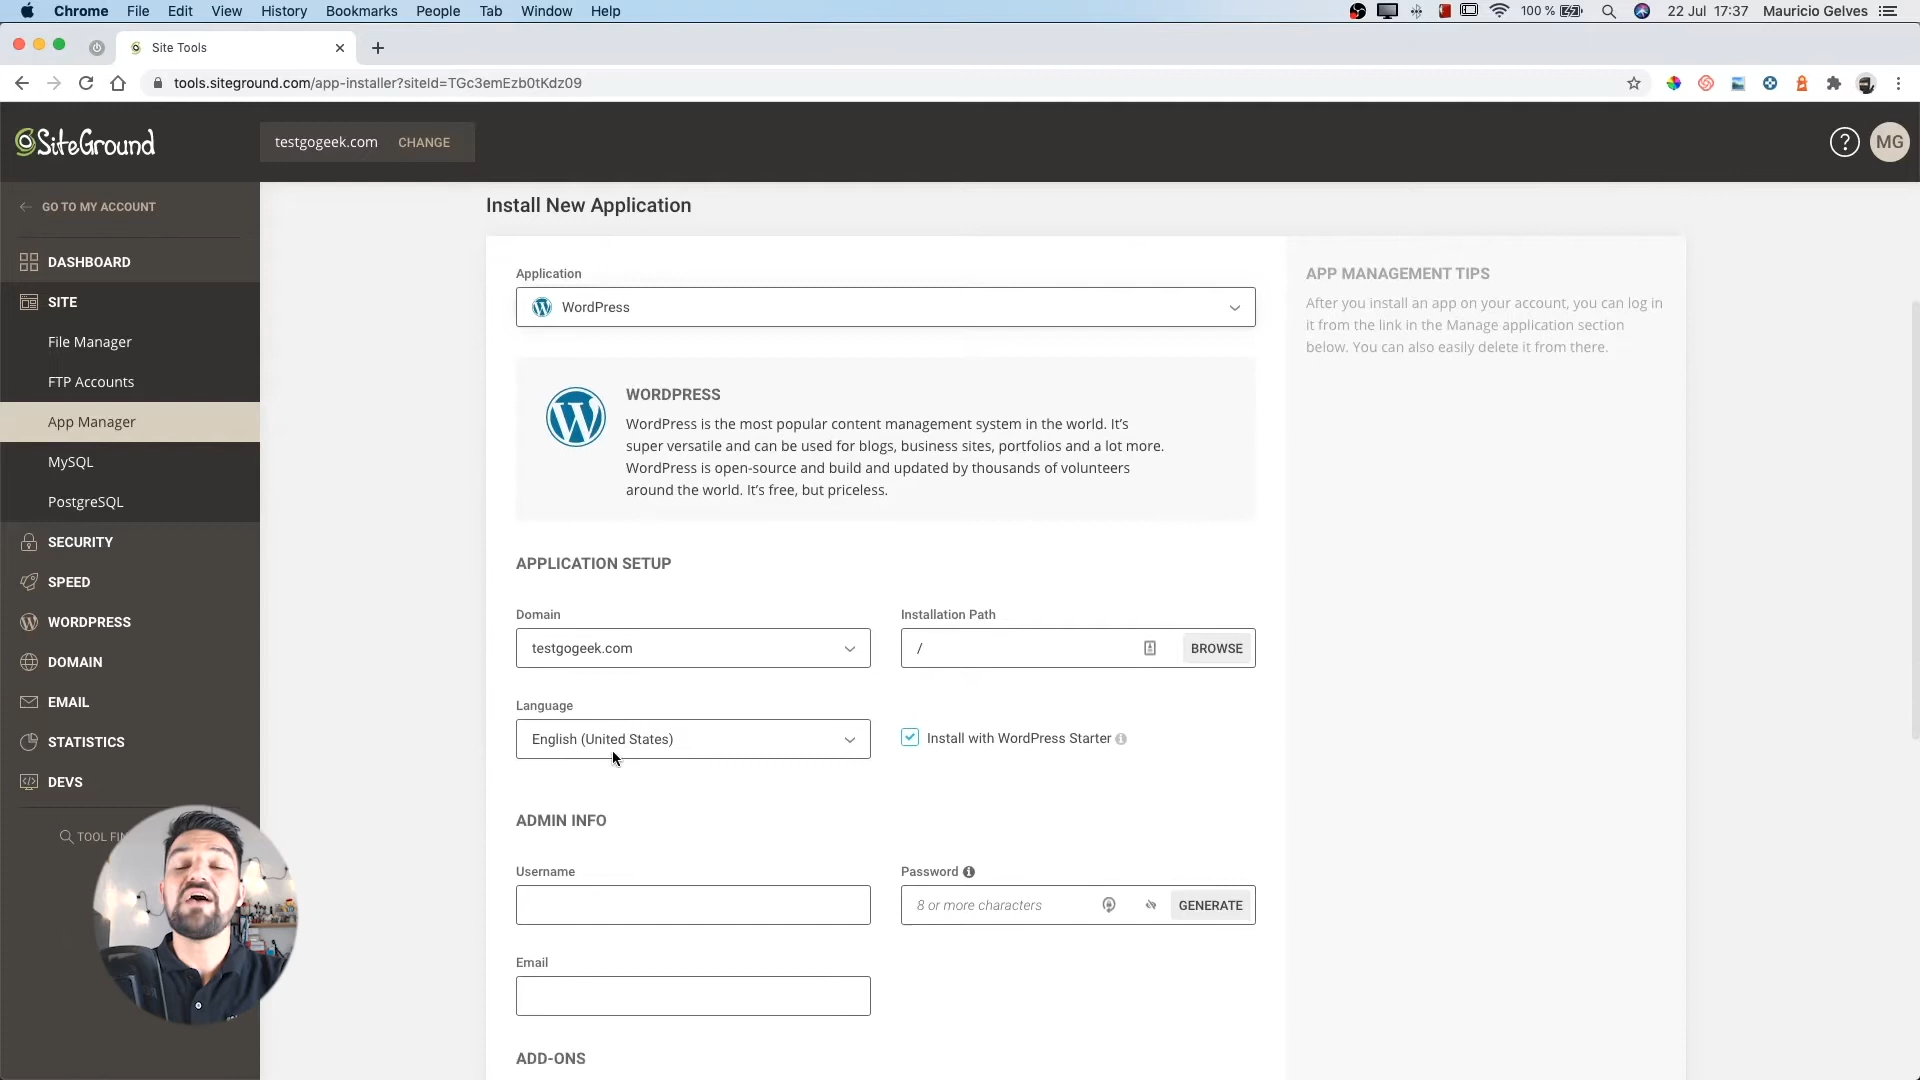 Chrome File Edit View History Bookmarks People Tab Window Help
100 % 22 Jul 17:37 Mauricio Gelves
Site Tools
tools.siteground.com/app-installer?siteId=TGc3emEzb0tKdz09
SiteGround
testgogeek.com CHANGE
? MG
GO TO MY ACCOUNT
DASHBOARD
SITE
File Manager
FTP Accounts
App Manager
MySQL
PostgreSQL
SECURITY
SPEED
WORDPRESS
DOMAIN
EMAIL
STATISTICS
DEVS
TOOL FIN
Install New Application
Application
WordPress
WORDPRESS
WordPress is the most popular content management system in the world. It's
super versatile and can be used for blogs, business sites, portfolios and a lot more.
WordPress is open-source and build and updated by thousands of volunteers
around the world. It's free, but priceless.
APPLICATION SETUP
Domain
testgogeek.com
Installation Path
/ BROWSE
Language
English (United States)
Install with WordPress Starter
ADMIN INFO
Username
Password
8 or more characters GENERATE
Email
ADD-ONS
APP MANAGEMENT TIPS
After you install an app on your account, you can log in
it from the link in the Manage application section
below. You can also easily delete it from there.